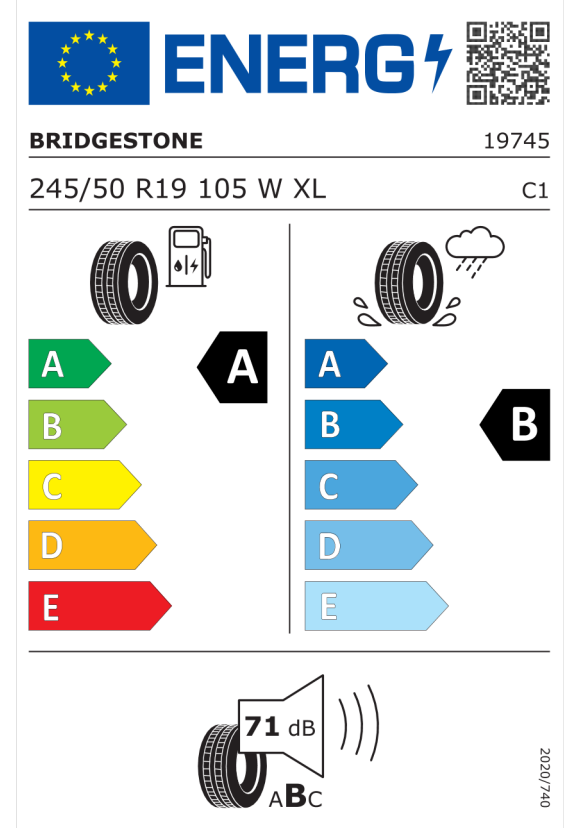 ENERG
BRIDGESTONE 19745
245/50 R19 105 W XL C1
A A
B
C
D
E
A
B B
C
D
E
71 dB
ABC
2020/740